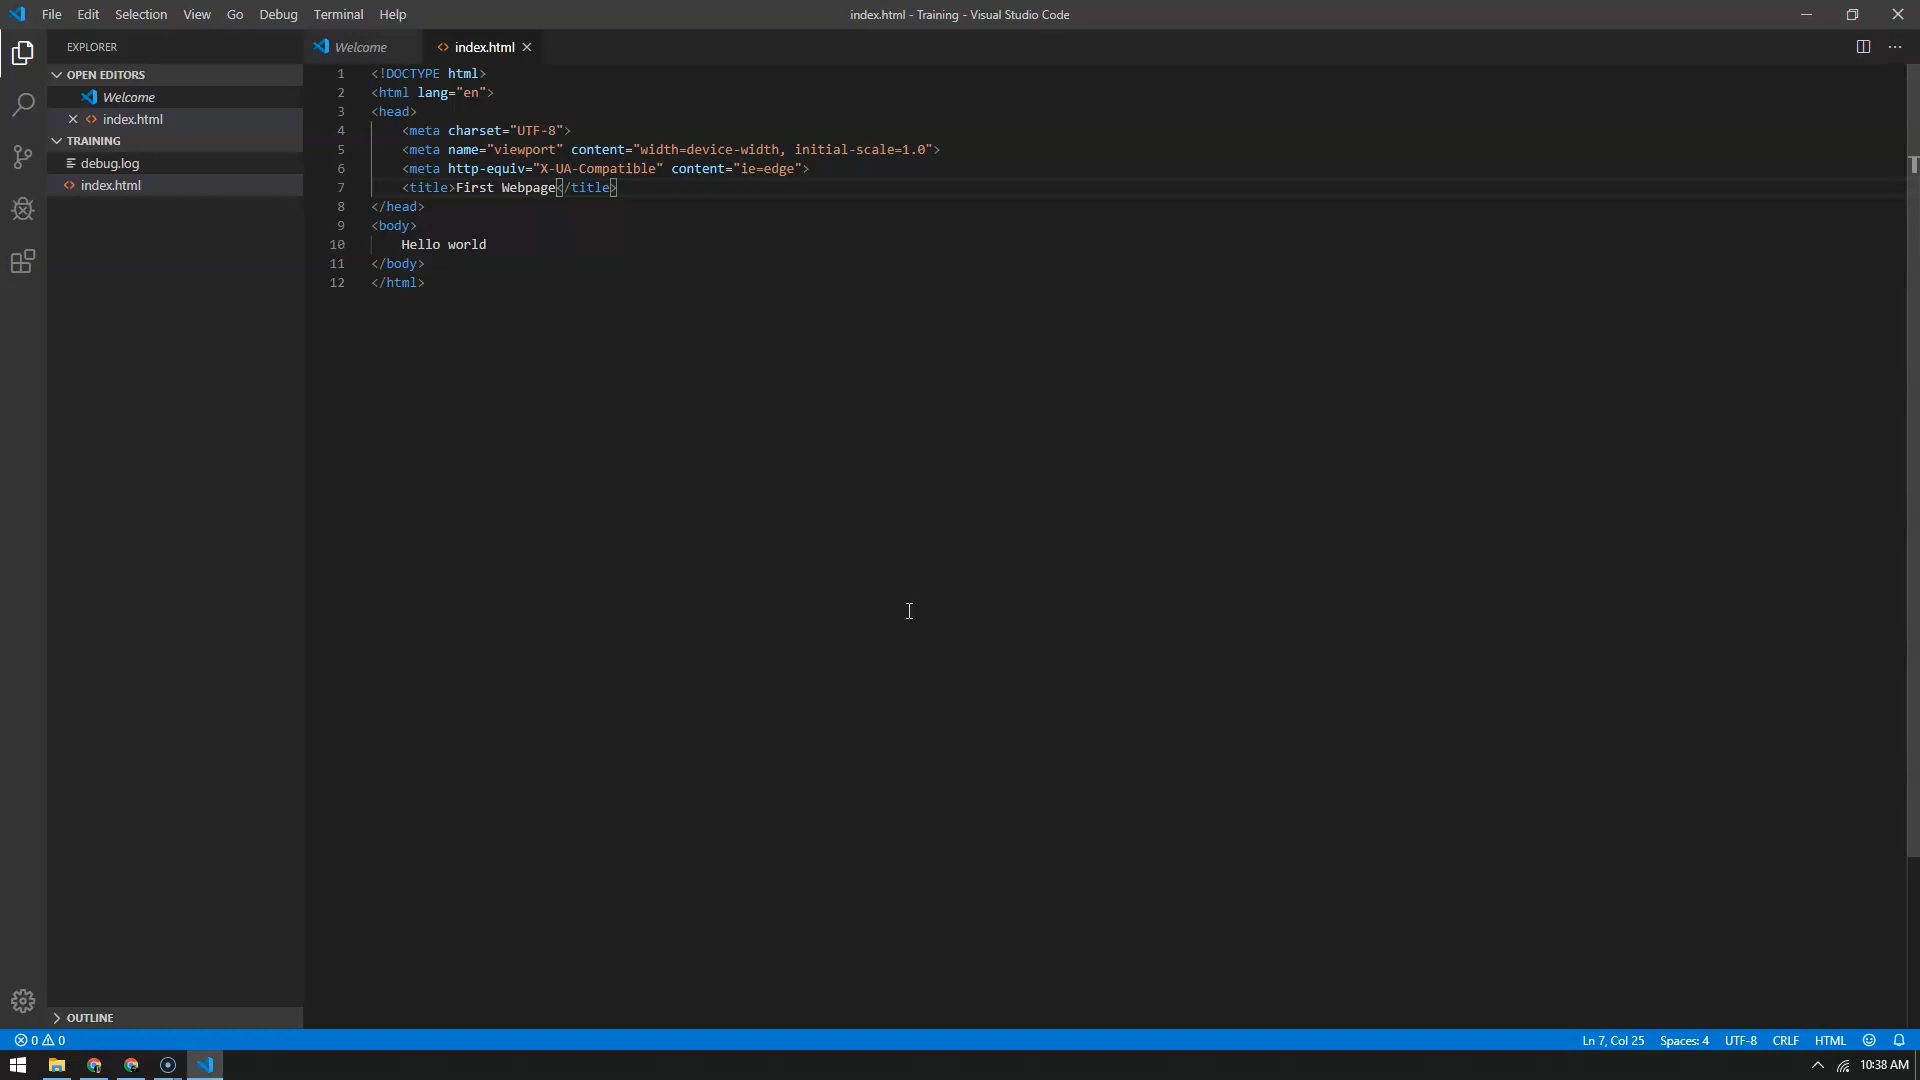 File Edit Selection View Go Debug Terminal Help
index.html - Training - Visual Studio Code
EXPLORER
OPEN EDITORS
Welcome
index.html
TRAINING
debug.log
index.html
OUTLINE
Welcome
index.html
1 <!DOCTYPE html>
2 <html lang="en">
3 <head>
4     <meta charset="UTF-8">
5     <meta name="viewport" content="width=device-width, initial-scale=1.0">
6     <meta http-equiv="X-UA-Compatible" content="ie=edge">
7     <title>First Webpage</title>
8 </head>
9 <body>
10     Hello world
11 </body>
12 </html>
0 0
Ln 7, Col 25 Spaces: 4 UTF-8 CRLF HTML
10:38 AM